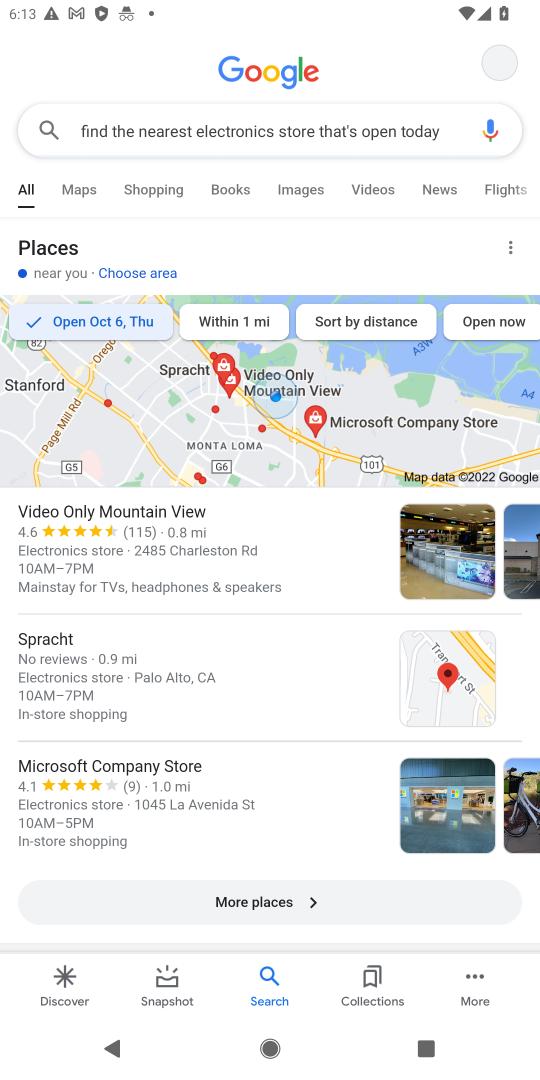 6:13
Google
find the nearest electronics store that's open today
All Maps Shopping Books Images Videos News Flights
Places
near you · Choose area
Open Oct 6, Thu Within 1 mi Sort by distance Open now
82
Oreg
A3W
Stanford
Spracht
Video Only
Mountain View
A4
Page Mill Rd
Microsoft Company Store
MONTA LOMA
G5
G6
101
Map data ©2022 Google
Video Only Mountain View
4.6 (115) · 0.8 mi
Electronics store · 2485 Charleston Rd
10AM–7PM
Mainstay for TVs, headphones & speakers
Spracht
No reviews · 0.9 mi
Electronics store · Palo Alto, CA
10AM–7PM
In-store shopping
Tran ort St
Microsoft Company Store
4.1 (9) · 1.0 mi
Electronics store · 1045 La Avenida St
10AM–5PM
In-store shopping
More places
Discover Snapshot Search Collections More